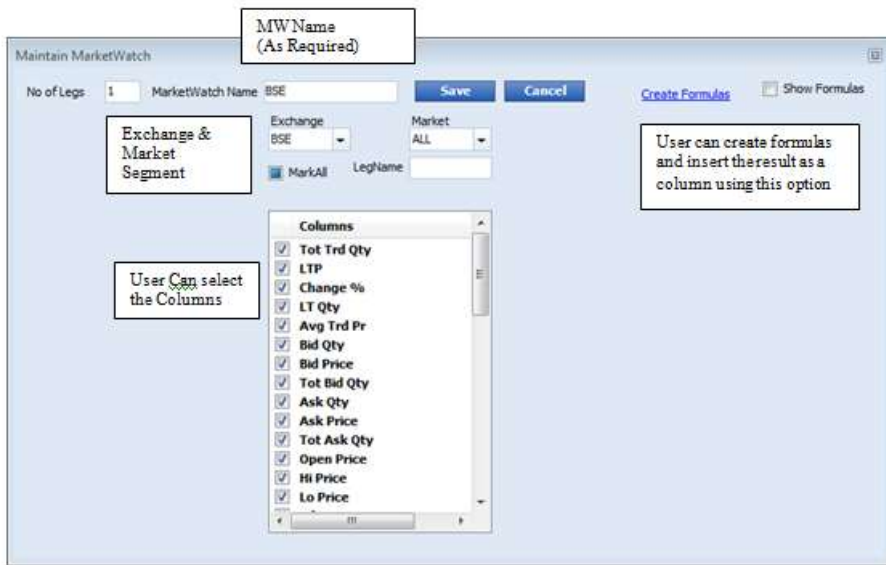 MW Name
(As Required)
Maintain MarketWatch
No of Legs 1 MarketWatch Name BSE Save Cancel Create Formulas Show Formulas
Exchange &
Market
Segment
Exchange Market
BSE ALL
MarkAll LegName
User can create formulas
and insert the result as a
column using this option
Columns
Tot Trd Qty
LTP
Change %
LT Qty
Avg Trd Pr
Bid Qty
Bid Price
Tot Bid Qty
Ask Qty
Ask Price
Tot Ask Qty
Open Price
Hi Price
Lo Price
User Can select
the Columns